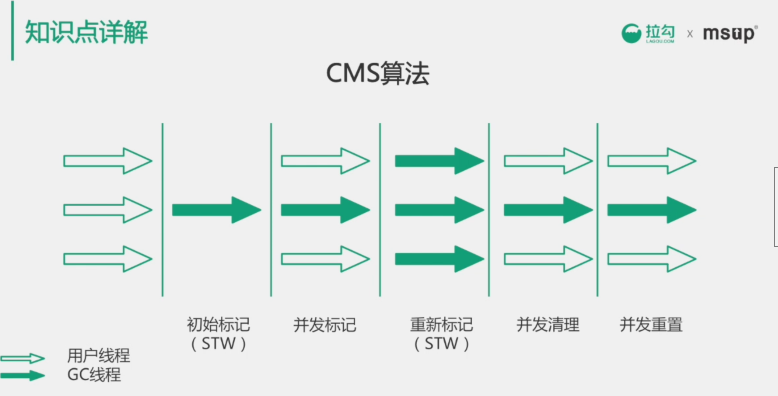 知识点详解
拉勾
LAGOU.COM
x
msup®
CMS算法
初始标记
（STW）
并发标记
重新标记
（STW）
并发清理
并发重置
用户线程
GC线程